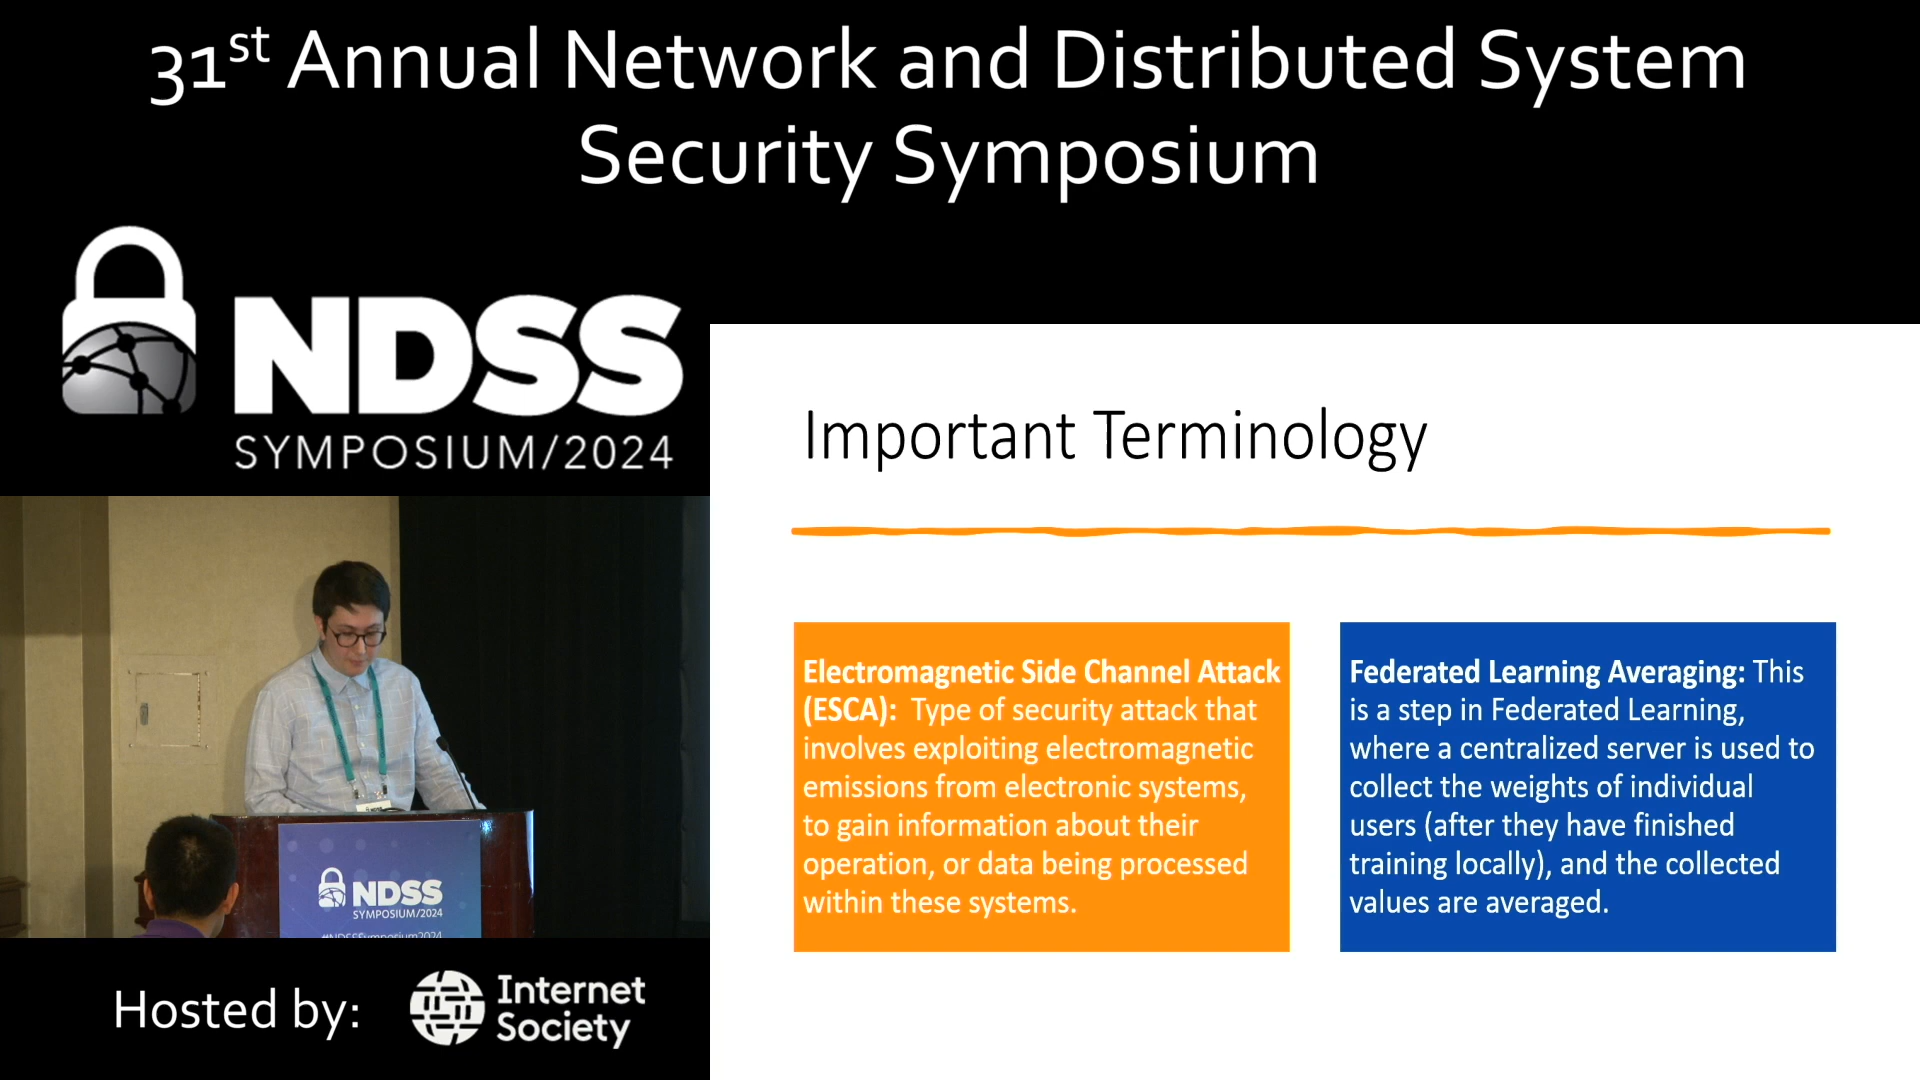 31st Annual Network and Distributed System
Security Symposium
NDSS
SYMPOSIUM/2024
Important Terminology
Electromagnetic Side Channel Attack
(ESCA): Type of security attack that
involves exploiting electromagnetic
emissions from electronic systems,
to gain information about their
operation, or data being processed
within these systems.
Federated Learning Averaging: This
is a step in Federated Learning,
where a centralized server is used to
collect the weights of individual
users (after they have finished
training locally), and the collected
values are averaged.
NDSS
NDSS
SYMPOSIUM/2024
#NDSSSymposium2024
Hosted by:
Internet
Society